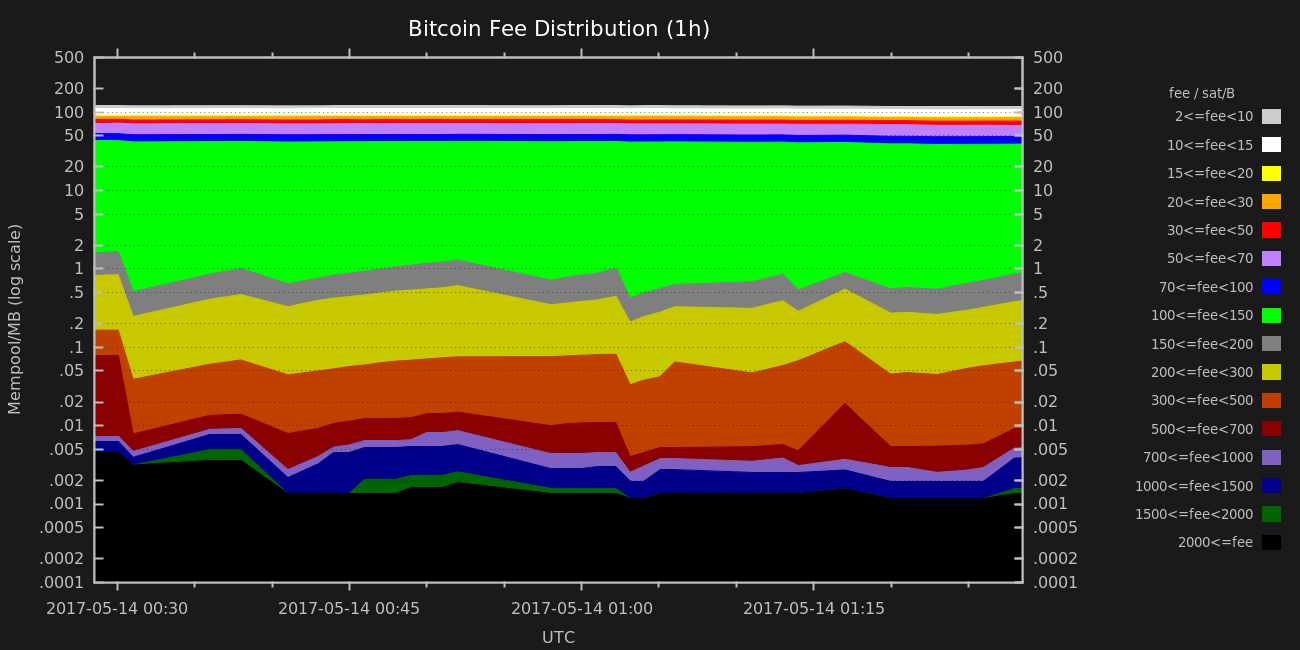 Bitcoin Fee Distribution (1h)
Mempool/MB (log scale)
500
200
100
50
20
10
5
2
1
.5
.2
.1
.05
.02
.01
.005
.002
.001
.0005
.0002
.0001
500
200
100
50
20
10
5
2
1
.5
.2
.1
.05
.02
.01
.005
.002
.001
.0005
.0002
.0001
2017-05-14 00:30
2017-05-14 00:45
2017-05-14 01:00
2017-05-14 01:15
UTC
fee / sat/B
2<=fee<10
10<=fee<15
15<=fee<20
20<=fee<30
30<=fee<50
50<=fee<70
70<=fee<100
100<=fee<150
150<=fee<200
200<=fee<300
300<=fee<500
500<=fee<700
700<=fee<1000
1000<=fee<1500
1500<=fee<2000
2000<=fee